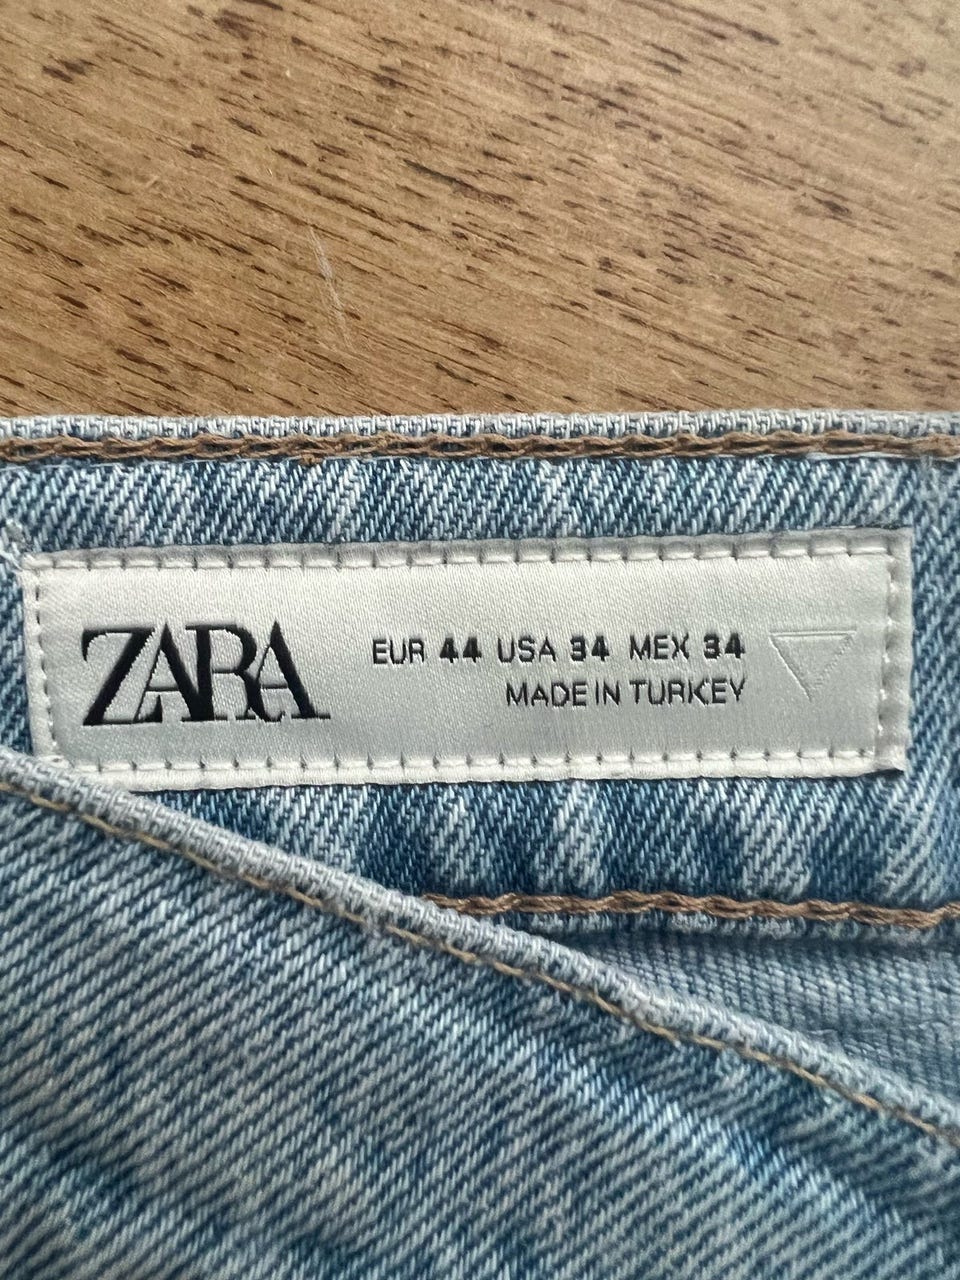 ZARA
EUR 44 USA 34 MEX 34
MADE IN TURKEY